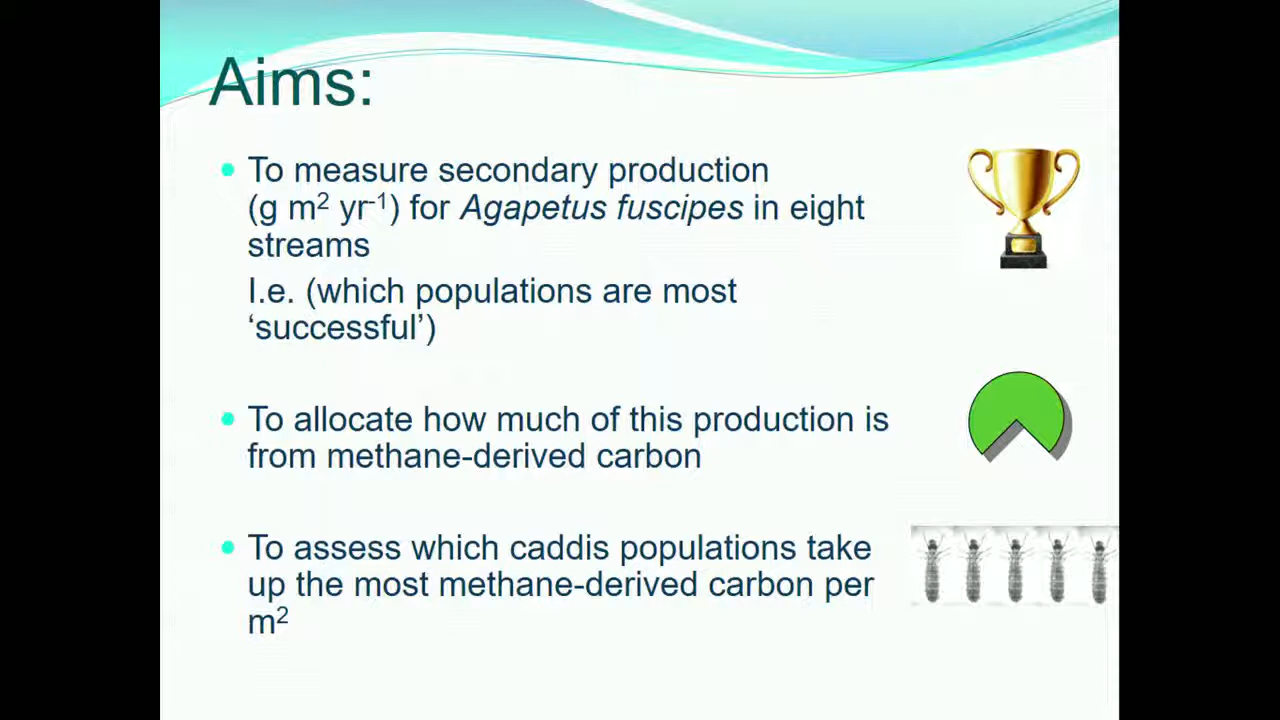 Aims:
To measure secondary production
(g m² yr⁻¹) for Agapetus fuscipes in eight
streams
I.e. (which populations are most
‘successful’)
To allocate how much of this production is
from methane-derived carbon
To assess which caddis populations take
up the most methane-derived carbon per
m²